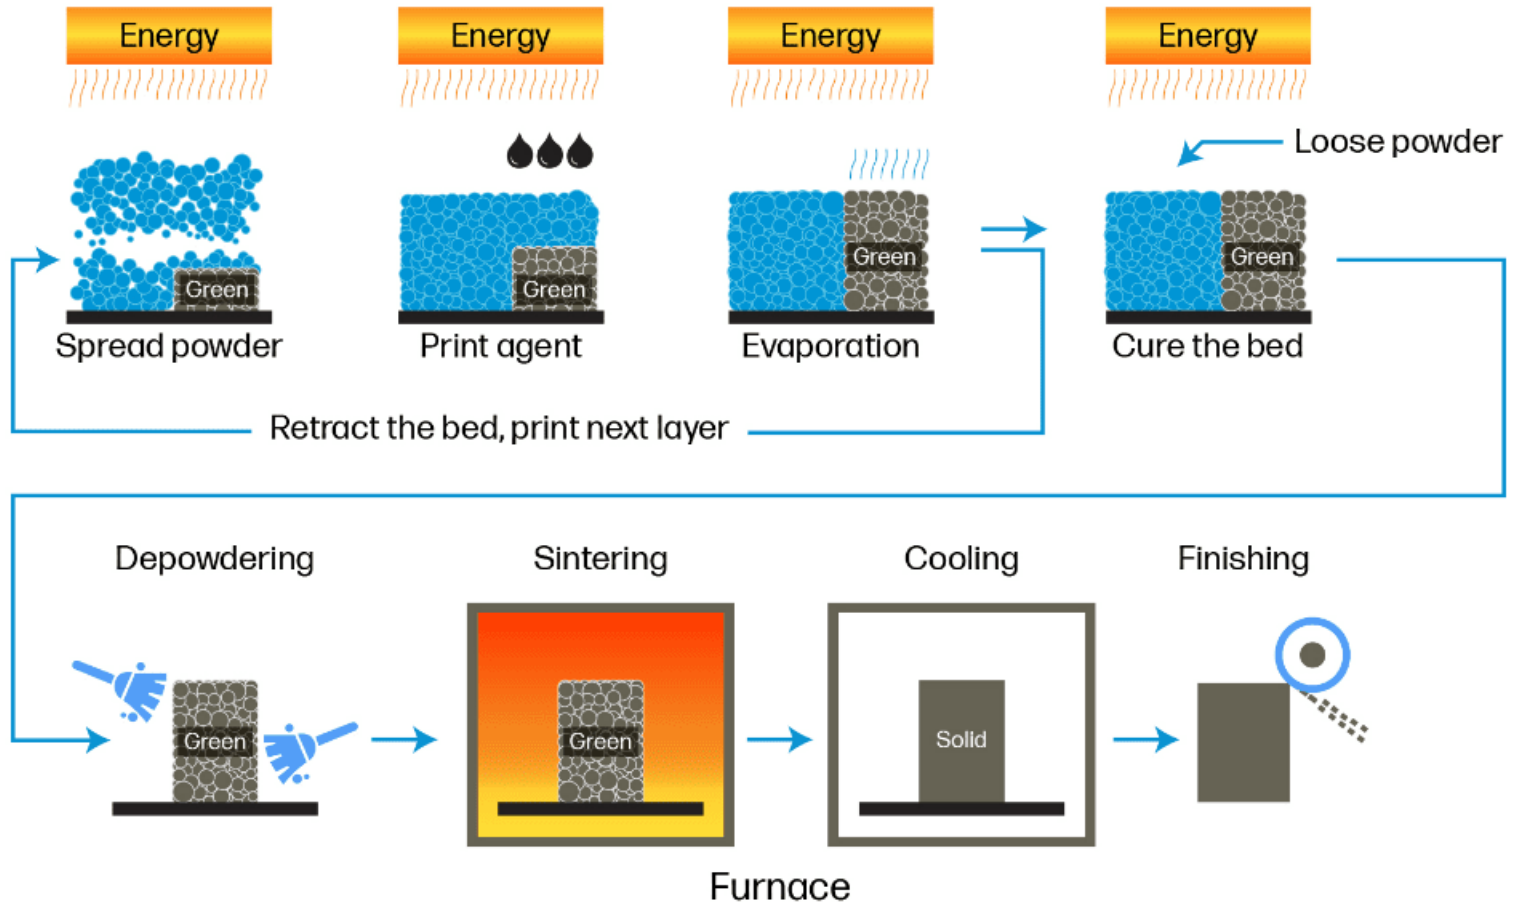 Energy
Energy
Energy
Energy
Loose powder
Green
Green
Green
Green
Spread powder
Print agent
Evaporation
Cure the bed
Retract the bed, print next layer
Depowdering
Sintering
Cooling
Finishing
Green
Green
Solid
Furnace